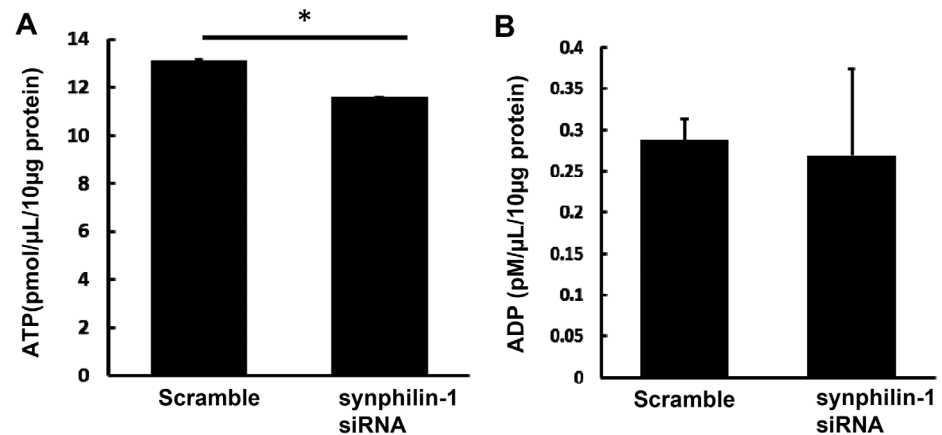 A
*
ATP(pmol/µL/10µg protein)
14
12
10
8
6
4
2
0
Scramble
synphilin-1
siRNA
B
ADP (pM/µL/10µg protein)
0.4
0.35
0.3
0.25
0.2
0.15
0.1
0.05
0
Scramble
synphilin-1
siRNA